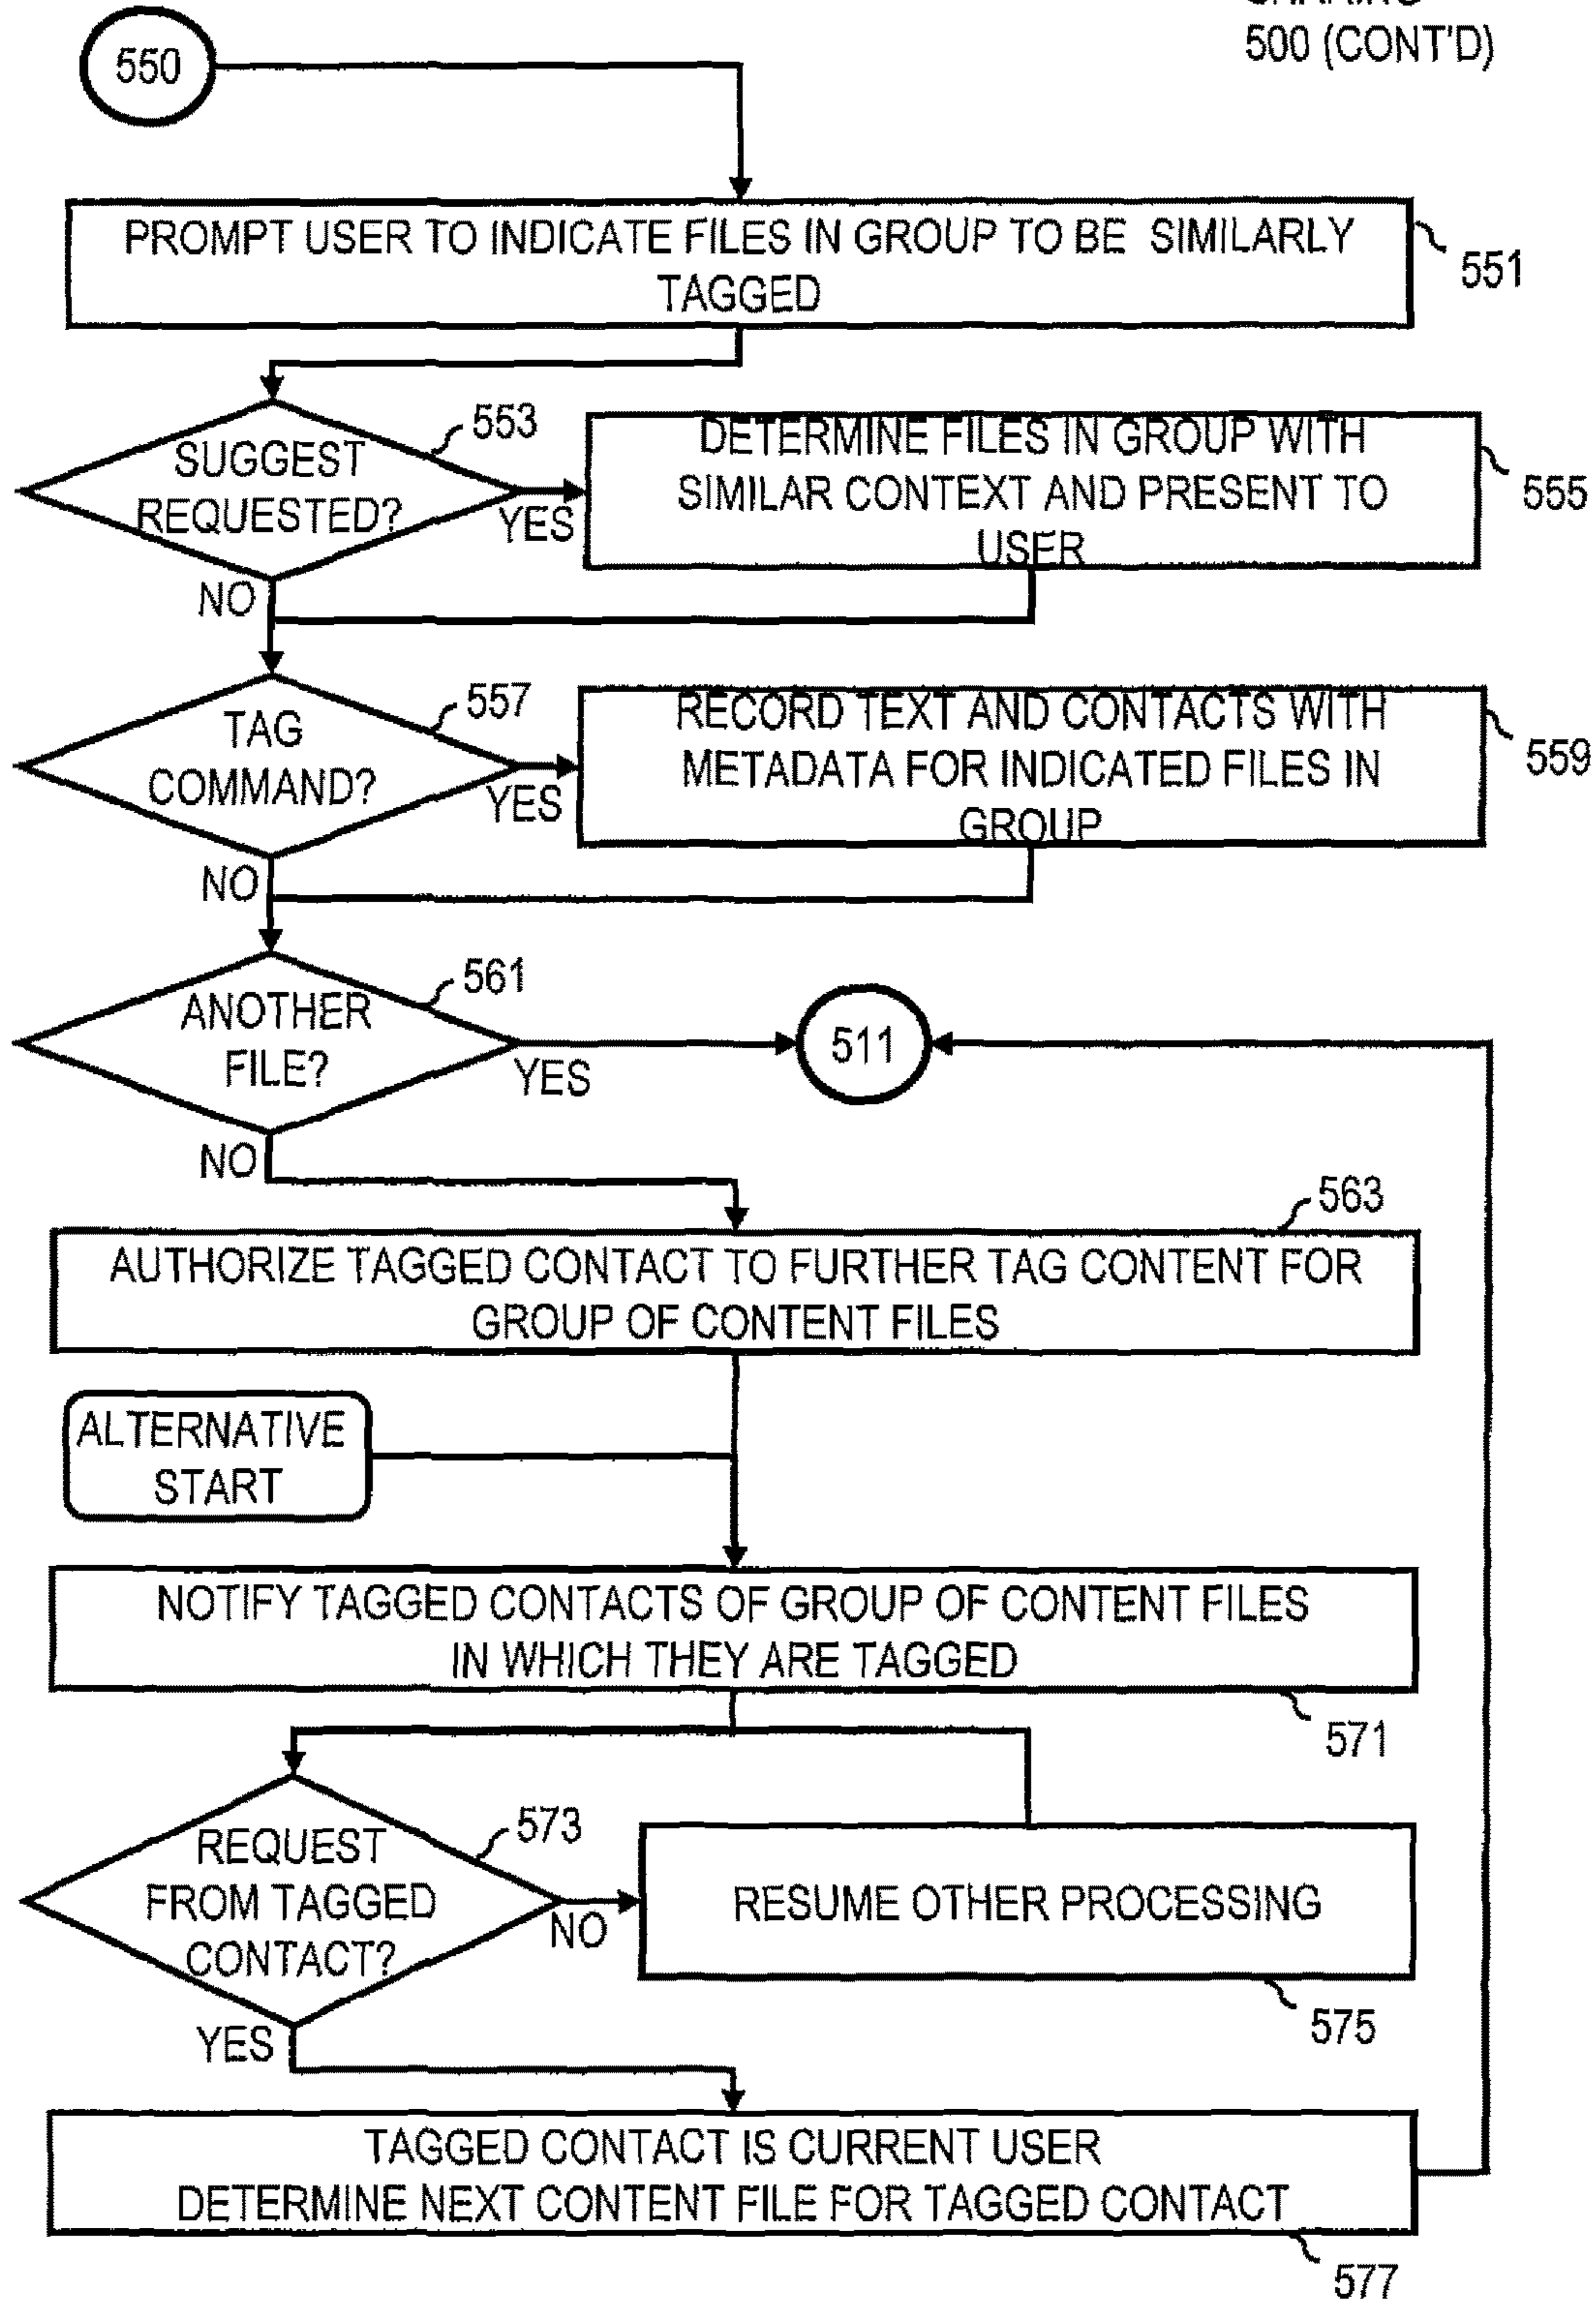 500 (CONT'D)
550
PROMPT USER TO INDICATE FILES IN GROUP TO BE SIMILARLY
TAGGED
551
SUGGEST
REQUESTED?
553
YES
NO
DETERMINE FILES IN GROUP WITH
SIMILAR CONTEXT AND PRESENT TO
USER
555
TAG
COMMAND?
557
YES
NO
RECORD TEXT AND CONTACTS WITH
METADATA FOR INDICATED FILES IN
GROUP
559
ANOTHER
FILE?
561
YES
NO
511
563
AUTHORIZE TAGGED CONTACT TO FURTHER TAG CONTENT FOR
GROUP OF CONTENT FILES
ALTERNATIVE
START
NOTIFY TAGGED CONTACTS OF GROUP OF CONTENT FILES
IN WHICH THEY ARE TAGGED
571
REQUEST
FROM TAGGED
CONTACT?
573
NO
YES
RESUME OTHER PROCESSING
575
TAGGED CONTACT IS CURRENT USER
DETERMINE NEXT CONTENT FILE FOR TAGGED CONTACT
577